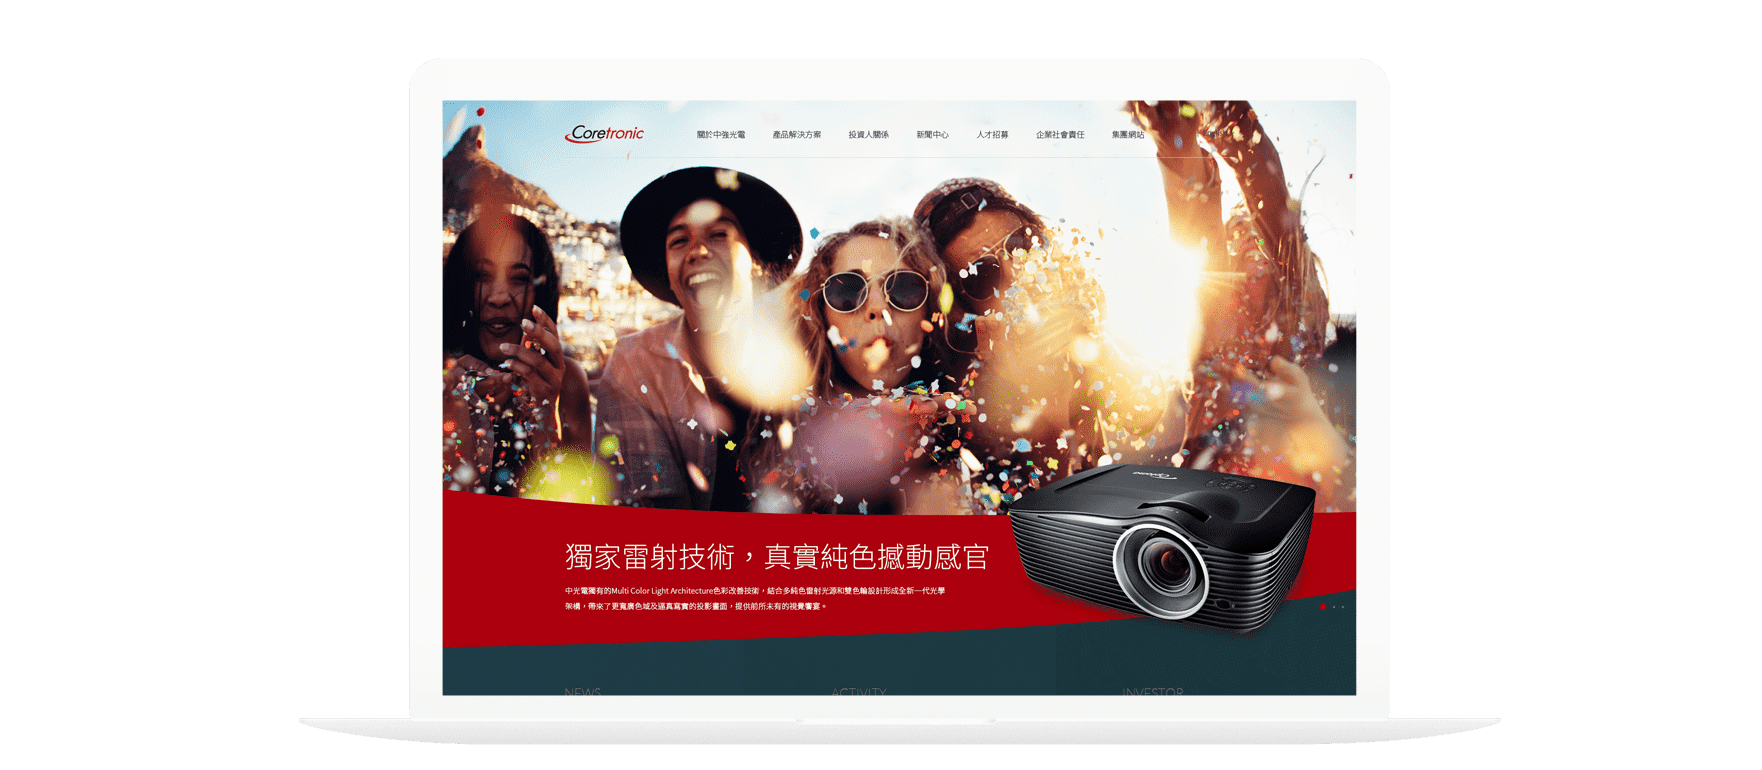 Coretronic
關於中強光電 產品解決方案 投資人關係 新聞中心 人才招募 企業社會責任 集團網站
獨家雷射技術，真實純色撼動感官
中光電獨有的Multi Color Light Architecture色彩改善技術，結合多純色雷射光源和雙色輪設計形成全新一代光學
架構，帶來了更寬廣色域及逼真寫實的投影畫面，提供前所未有的視覺饗宴。
NEWS ACTIVITY INVESTOR